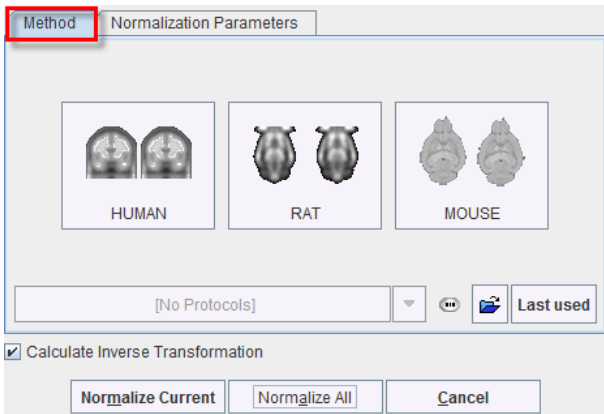 Method Normalization Parameters
HUMAN RAT MOUSE
[No Protocols] Last used
Calculate Inverse Transformation
Normalize Current Normalize All Cancel